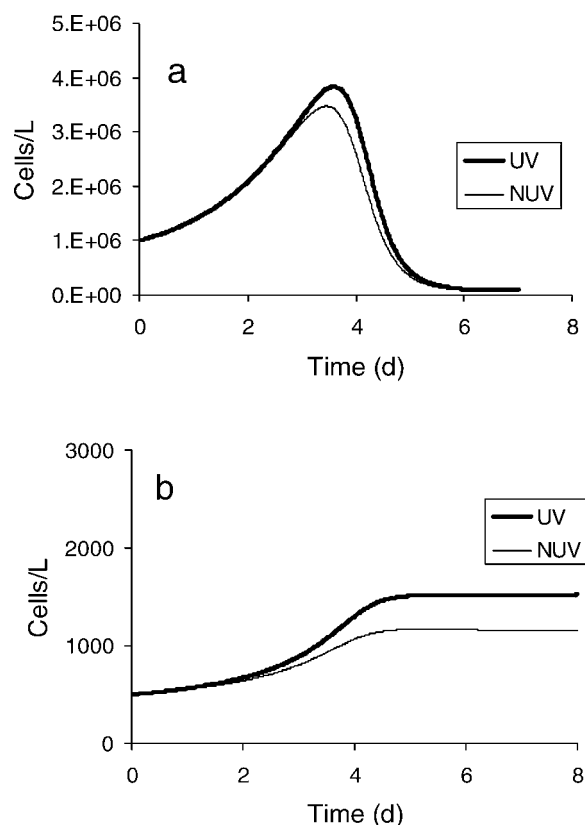 a
5.E+06
4.E+06
3.E+06
2.E+06
1.E+06
0.E+00
Cells/L
UV
NUV
0 2 4 6 8
Time (d)
b
3000
2000
1000
0
Cells/L
UV
NUV
0 2 4 6 8
Time (d)